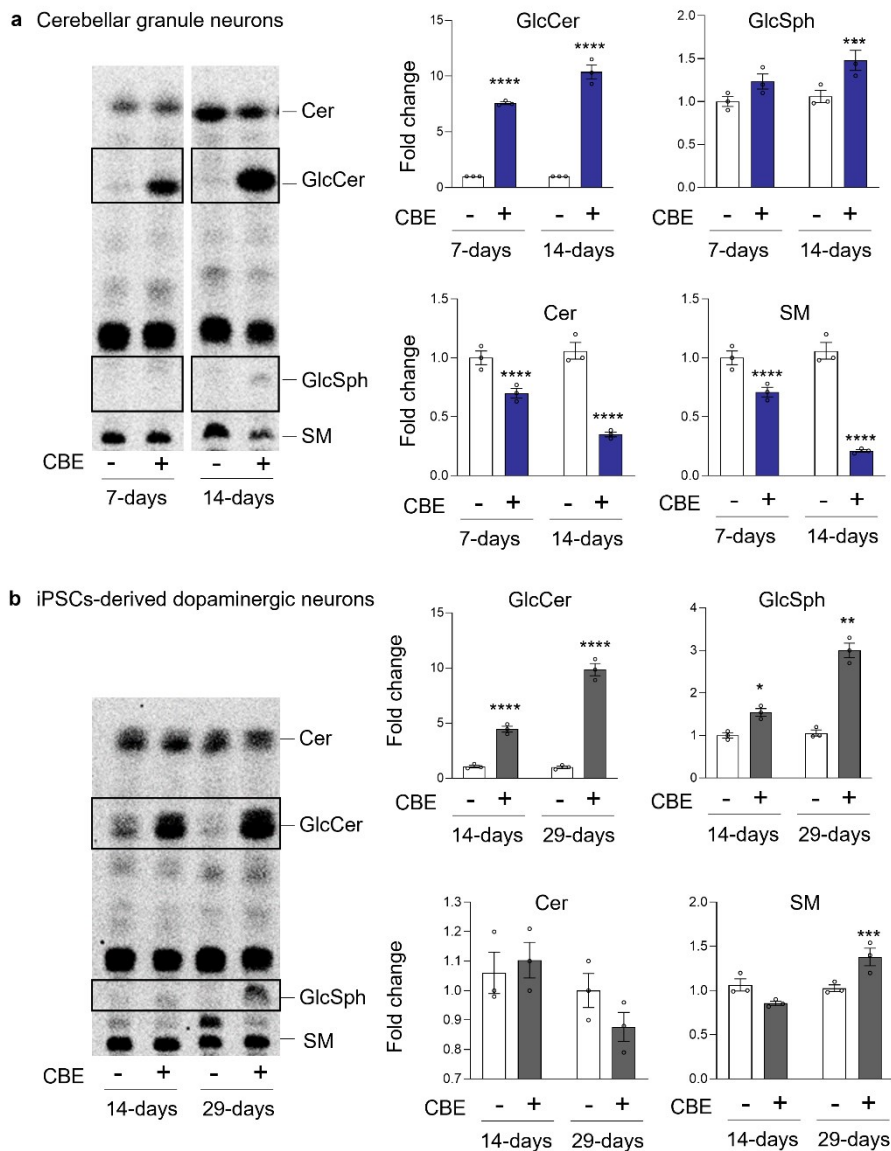 a Cerebellar granule neurons
Cer
GlcCer
GlcSph
SM
CBE - + - +
7-days 14-days
GlcCer
Fold change
15
10
5
0
**** ****
CBE - + - +
7-days 14-days
GlcSph
2.0
1.5
1.0
0.5
0.0
***
- + - +
CBE
7-days 14-days
Cer
Fold change
1.5
1.0
0.5
0.0
**** ****
CBE - + - +
7-days 14-days
SM
1.5
1.0
0.5
0.0
**** ****
CBE - + - +
7-days 14-days
b iPSCs-derived dopaminergic neurons
Cer
GlcCer
GlcSph
SM
CBE - + - +
14-days 29-days
GlcCer
Fold change
15
10
5
0
**** ****
CBE - + - +
14-days 29-days
GlcSph
4
3
2
1
0
* **
CBE - + - +
14-days 29-days
Cer
Fold change
1.3
1.2
1.1
1.0
0.9
0.8
0.7
CBE - + - +
14-days 29-days
SM
2.0
1.5
1.0
0.5
0.0
***
CBE - + - +
14-days 29-days